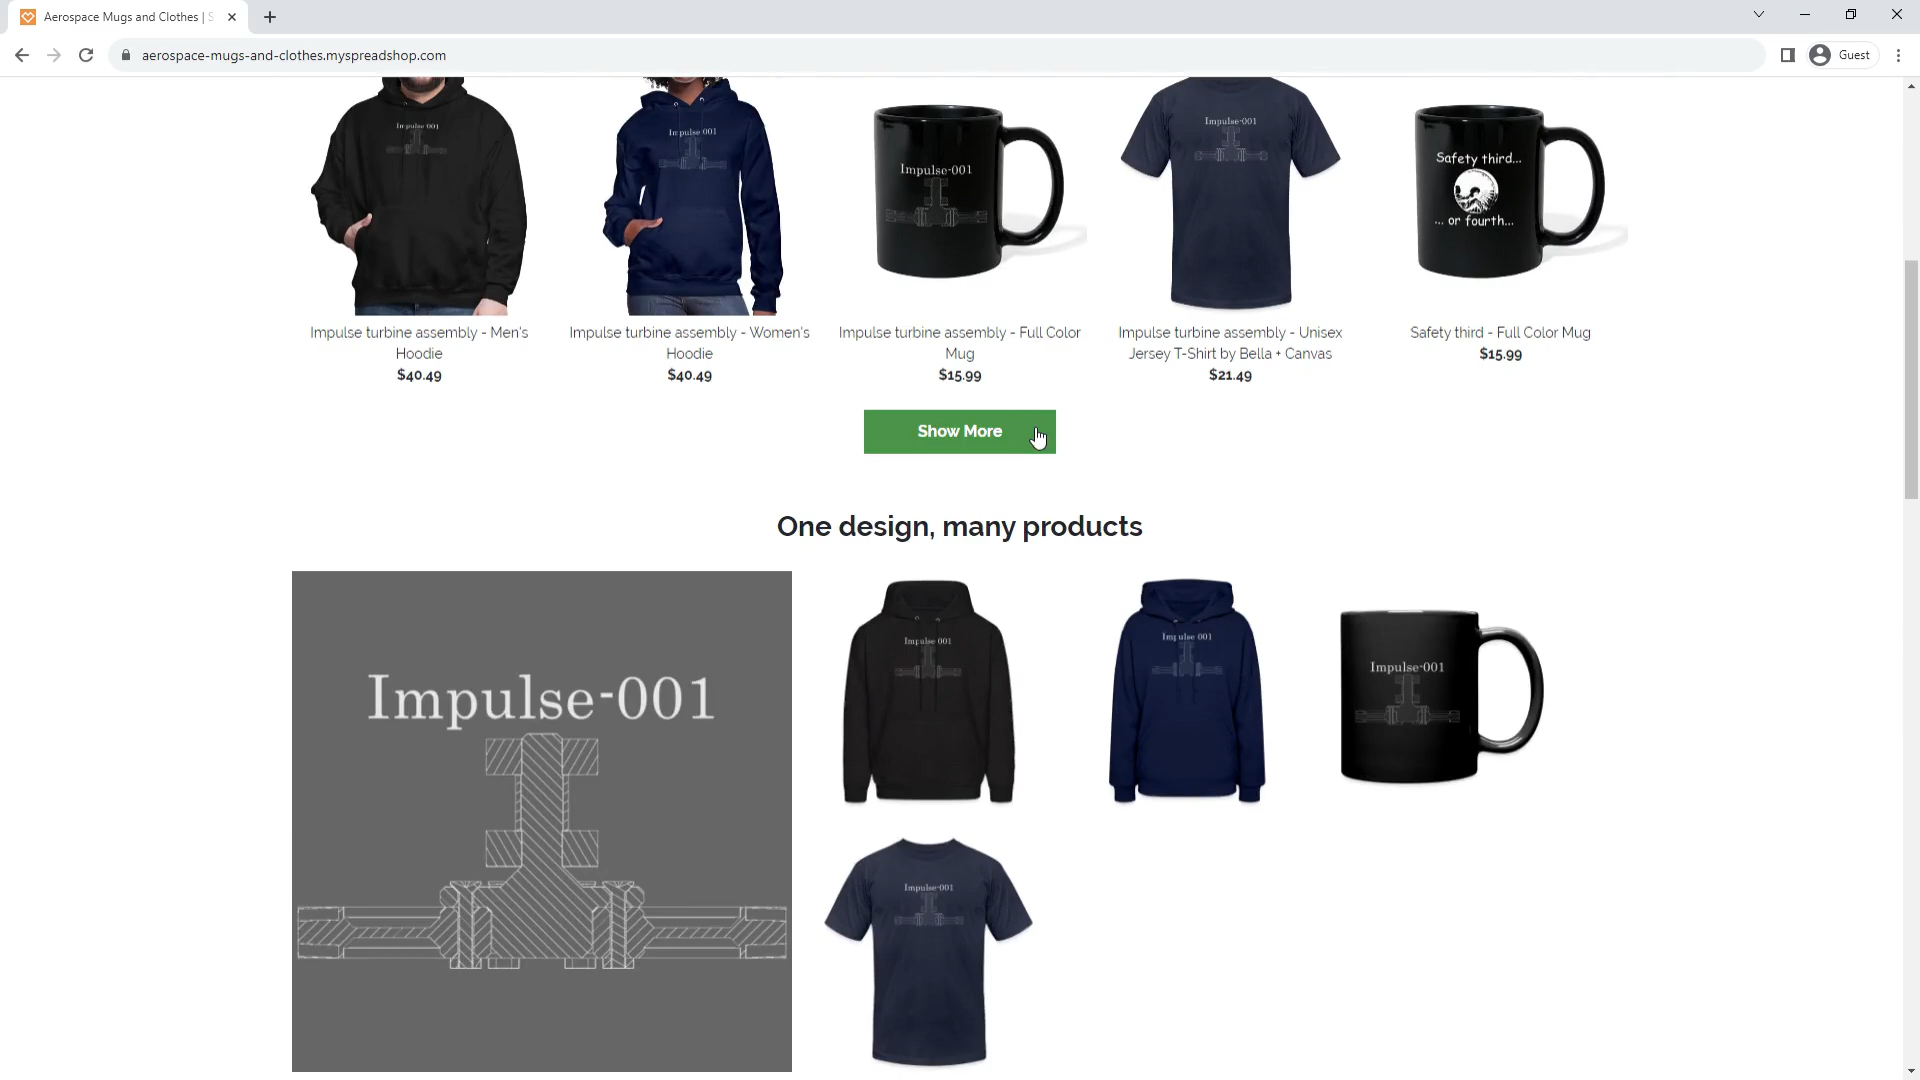 Aerospace Mugs and Clothes | S
aerospace-mugs-and-clothes.myspreadshop.com
Guest
Impulse 001
Impulse 001
Impulse-001
Impulse-001
Safety third...
... or fourth...
Impulse turbine assembly - Men's
Hoodie
$40.49
Impulse turbine assembly - Women's
Hoodie
$40.49
Impulse turbine assembly - Full Color
Mug
$15.99
Impulse turbine assembly - Unisex
Jersey T-Shirt by Bella + Canvas
$21.49
Safety third - Full Color Mug
$15.99
Show More
One design, many products
Impulse-001
Impulse 001
Impulse 001
Impulse-001
Impulse-001